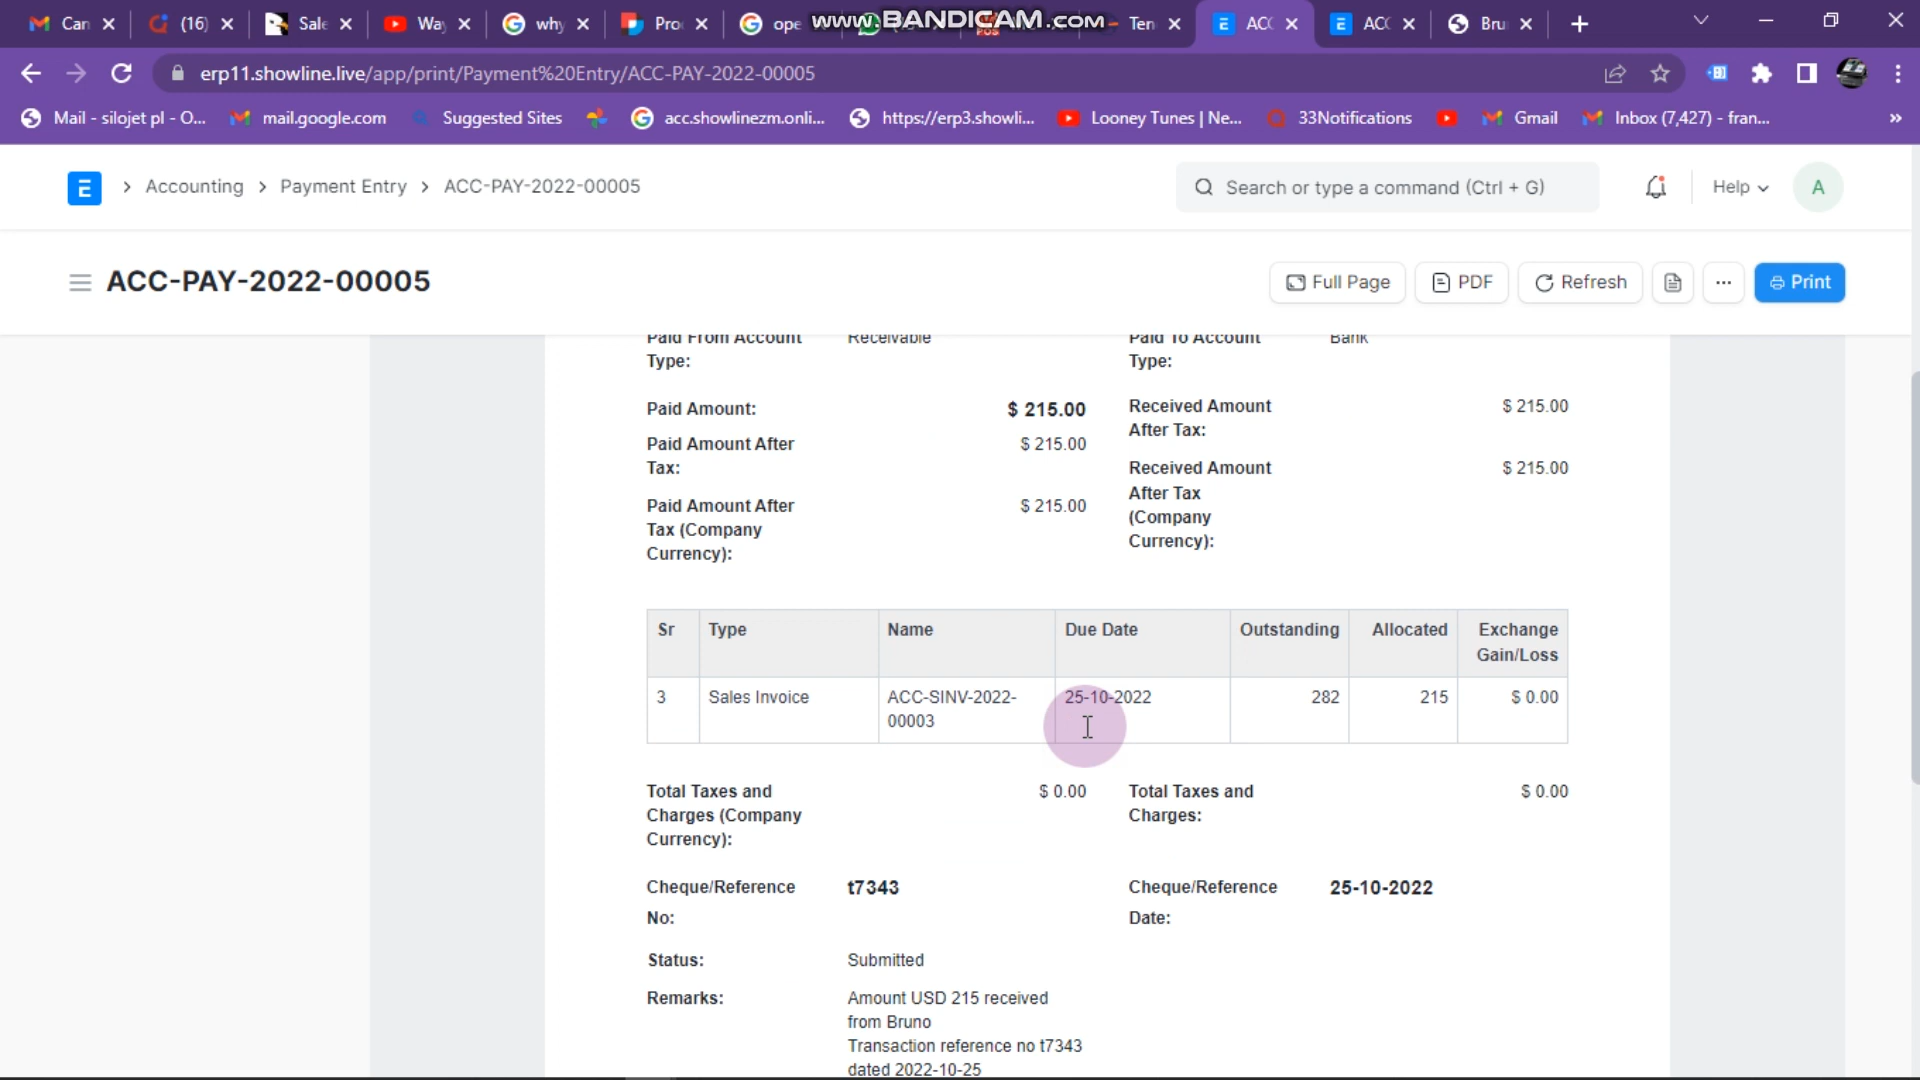 Can
(16)
Sale
Way
why
Pro
ope
www.BANDICAM.com
Ten
ACC
ACC
Bru
erp11.showline.live/app/print/Payment%20Entry/ACC-PAY-2022-00005
Mail - silojet pl - O...
mail.google.com
Suggested Sites
acc.showlinezm.onli...
https://erp3.showli...
Looney Tunes | Ne...
33Notifications
Gmail
Inbox (7,427) - fran...
»
E > Accounting > Payment Entry > ACC-PAY-2022-00005
Search or type a command (Ctrl + G)
Help
A
ACC-PAY-2022-00005
Full Page
PDF
Refresh
...
Print
Paid From Account Receivable
Type:
Paid To Account Bank
Type:
Paid Amount: $ 215.00
Paid Amount After $ 215.00
Tax:
Paid Amount After $ 215.00
Tax (Company
Currency):
Received Amount $ 215.00
After Tax:
Received Amount $ 215.00
After Tax
(Company
Currency):
Sr Type Name Due Date Outstanding Allocated Exchange
Gain/Loss
3 Sales Invoice ACC-SINV-2022- 25-10-2022 282 215 $ 0.00
00003
Total Taxes and $ 0.00
Charges (Company
Currency):
Total Taxes and $ 0.00
Charges:
Cheque/Reference t7343
No:
Cheque/Reference 25-10-2022
Date:
Status: Submitted
Remarks: Amount USD 215 received
from Bruno
Transaction reference no t7343
dated 2022-10-25